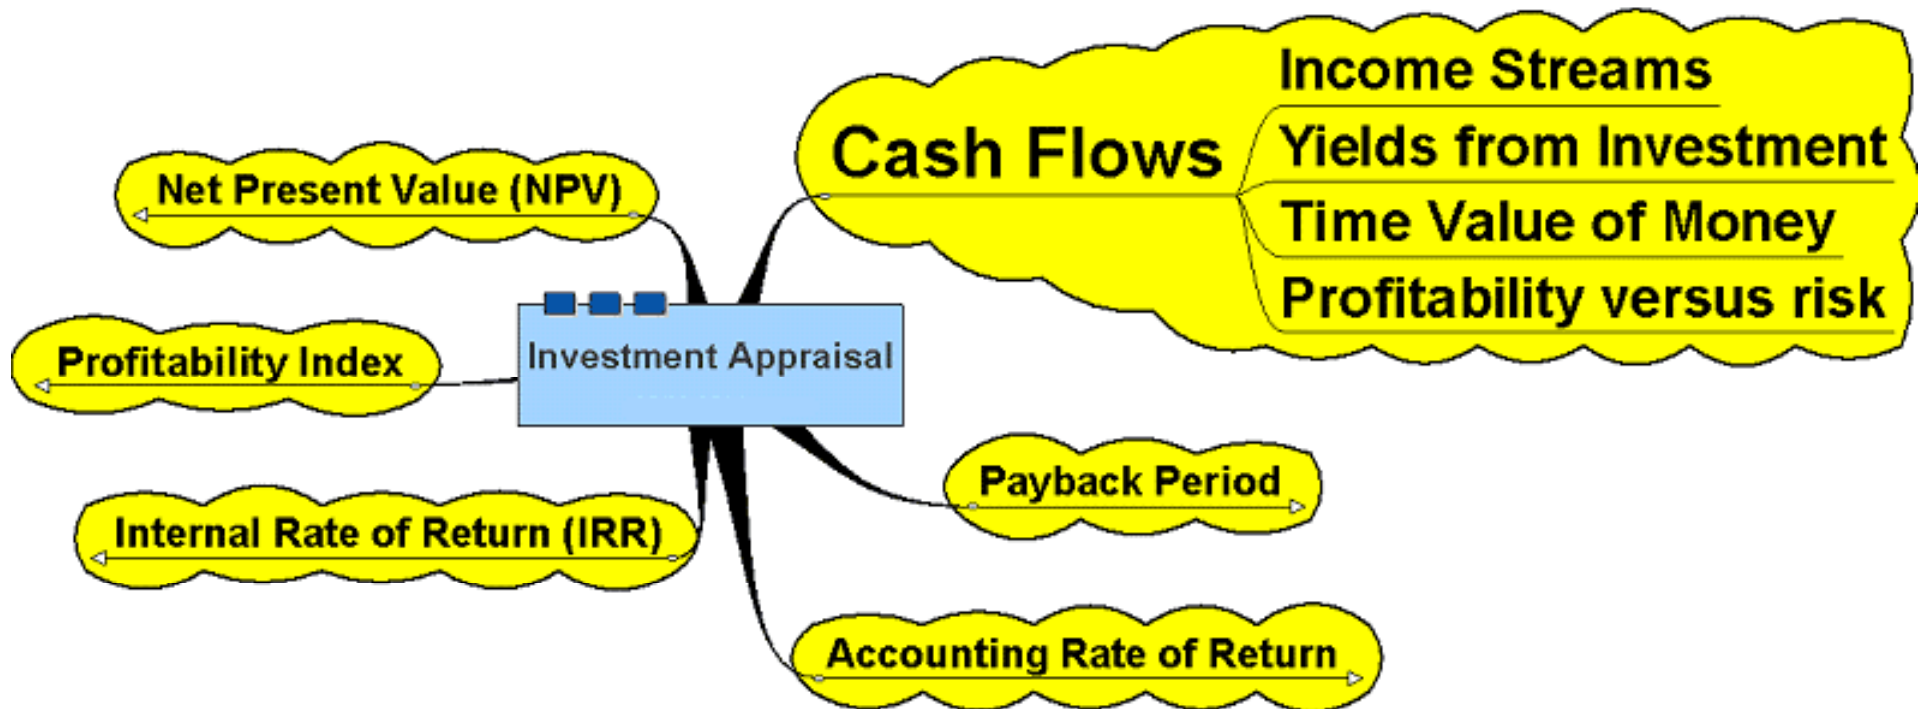 Income Streams
Cash Flows
Yields from Investment
Time Value of Money
Profitability versus risk
Net Present Value (NPV)
Investment Appraisal
Profitability Index
Payback Period
Internal Rate of Return (IRR)
Accounting Rate of Return